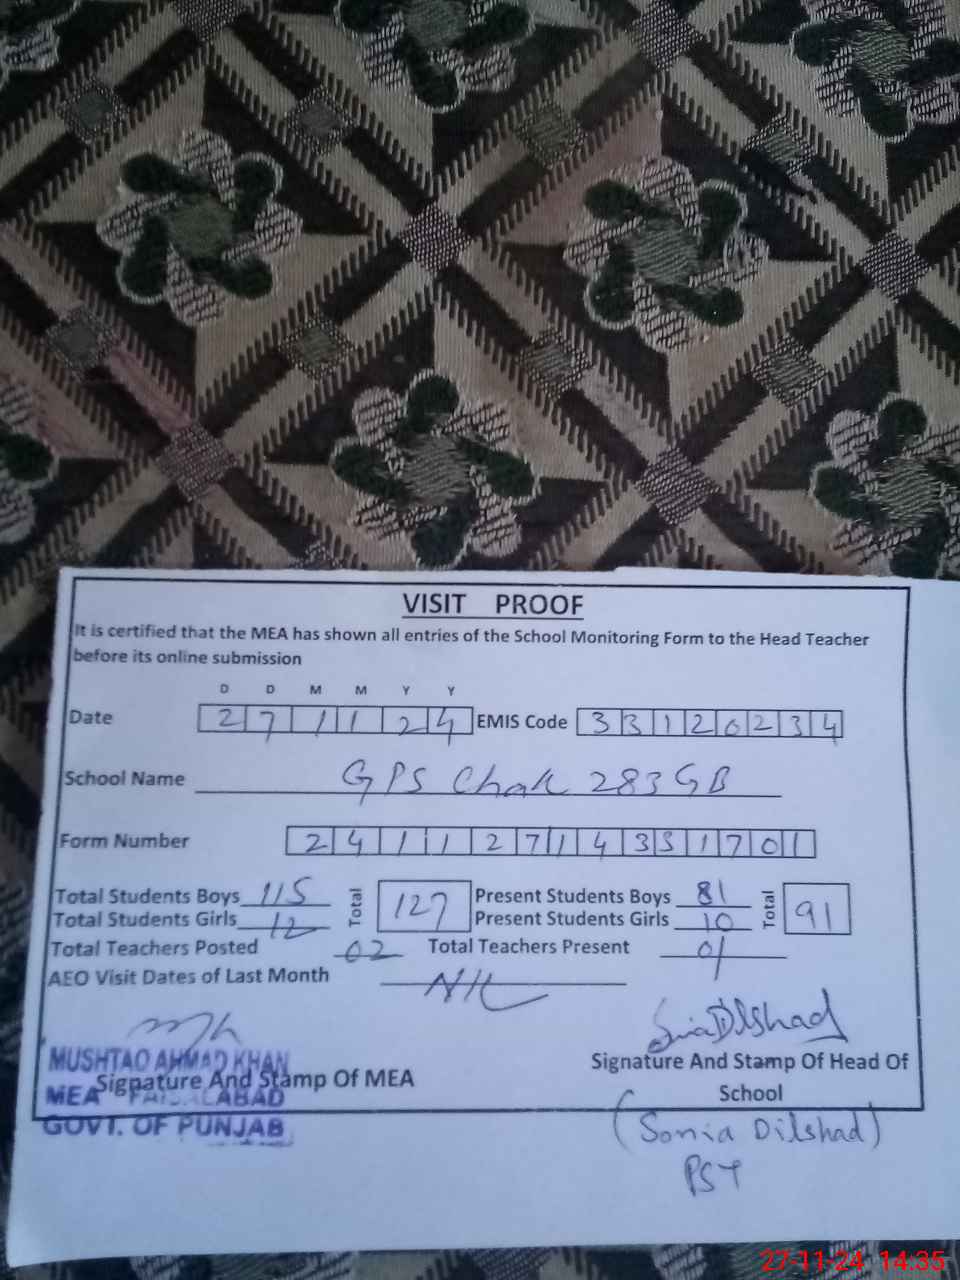 VISIT PROOF
It is certified that the MEA has shown all entries of the School Monitoring Form to the Head Teacher
before its online submission
D D M M Y Y
Date 2 7 1 1 2 4 EMIS Code 3 3 1 2 0 2 3 4
School Name GPS Chak 283 GB
Form Number 2 4 1 1 2 7 1 4 3 3 1 7 0 1
Total Students Boys 115 Total 127 Present Students Boys 81 Total 91
Total Students Girls 12 Present Students Girls 10
Total Teachers Posted 02 Total Teachers Present 01
AEO Visit Dates of Last Month Nil
Sonia Dilshad
MUSHTAQ AHMAD KHAN
Signature And Stamp Of MEA
Signature And Stamp Of Head Of
School
MEA FAISALABAD
GOVT. OF PUNJAB
(Sonia Dilshad)
PST
27-11-24 14:35